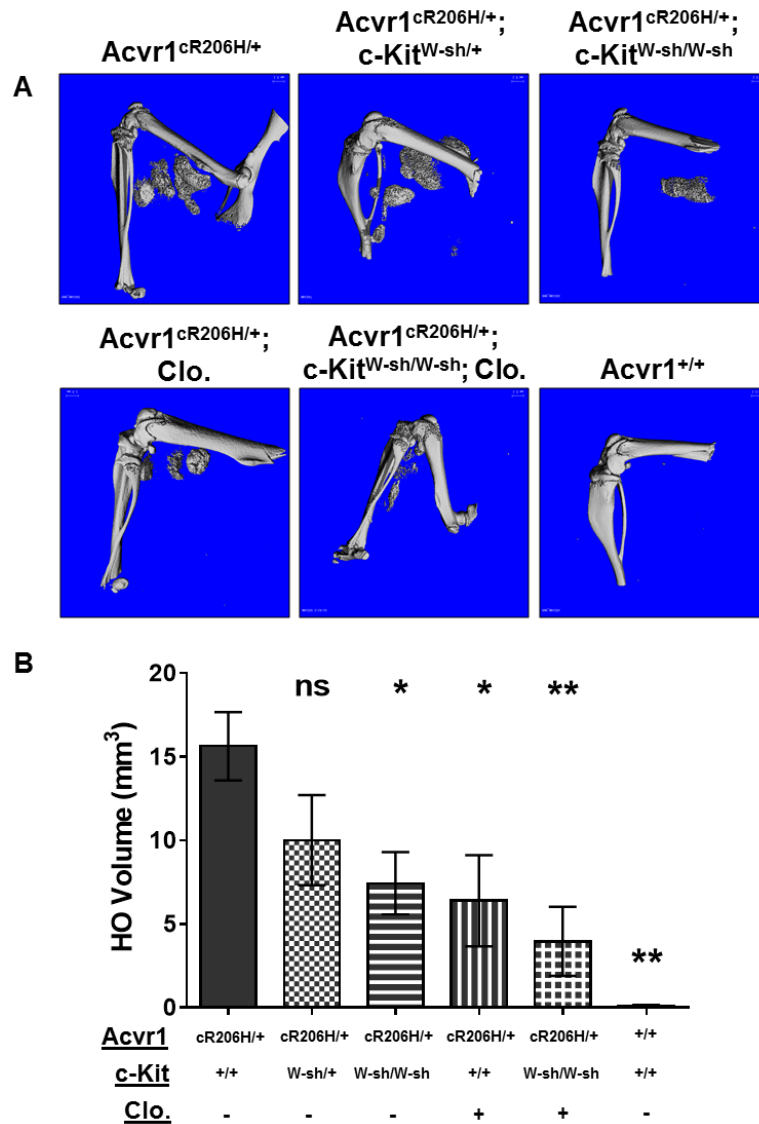 Acvr1cR206H/+
Acvr1cR206H/+;
c-KitW-sh/+
Acvr1cR206H/+;
c-KitW-sh/W-sh
A
Acvr1cR206H/+;
Clo.
Acvr1cR206H/+;
c-KitW-sh/W-sh; Clo.
Acvr1+/+
B
HO Volume (mm3)
20
15
10
5
0
ns * * ** **
Acvr1 cR206H/+ cR206H/+ cR206H/+ cR206H/+ cR206H/+ +/+
c-Kit +/+ W-sh/+ W-sh/W-sh +/+ W-sh/W-sh +/+
Clo. - - - + + -